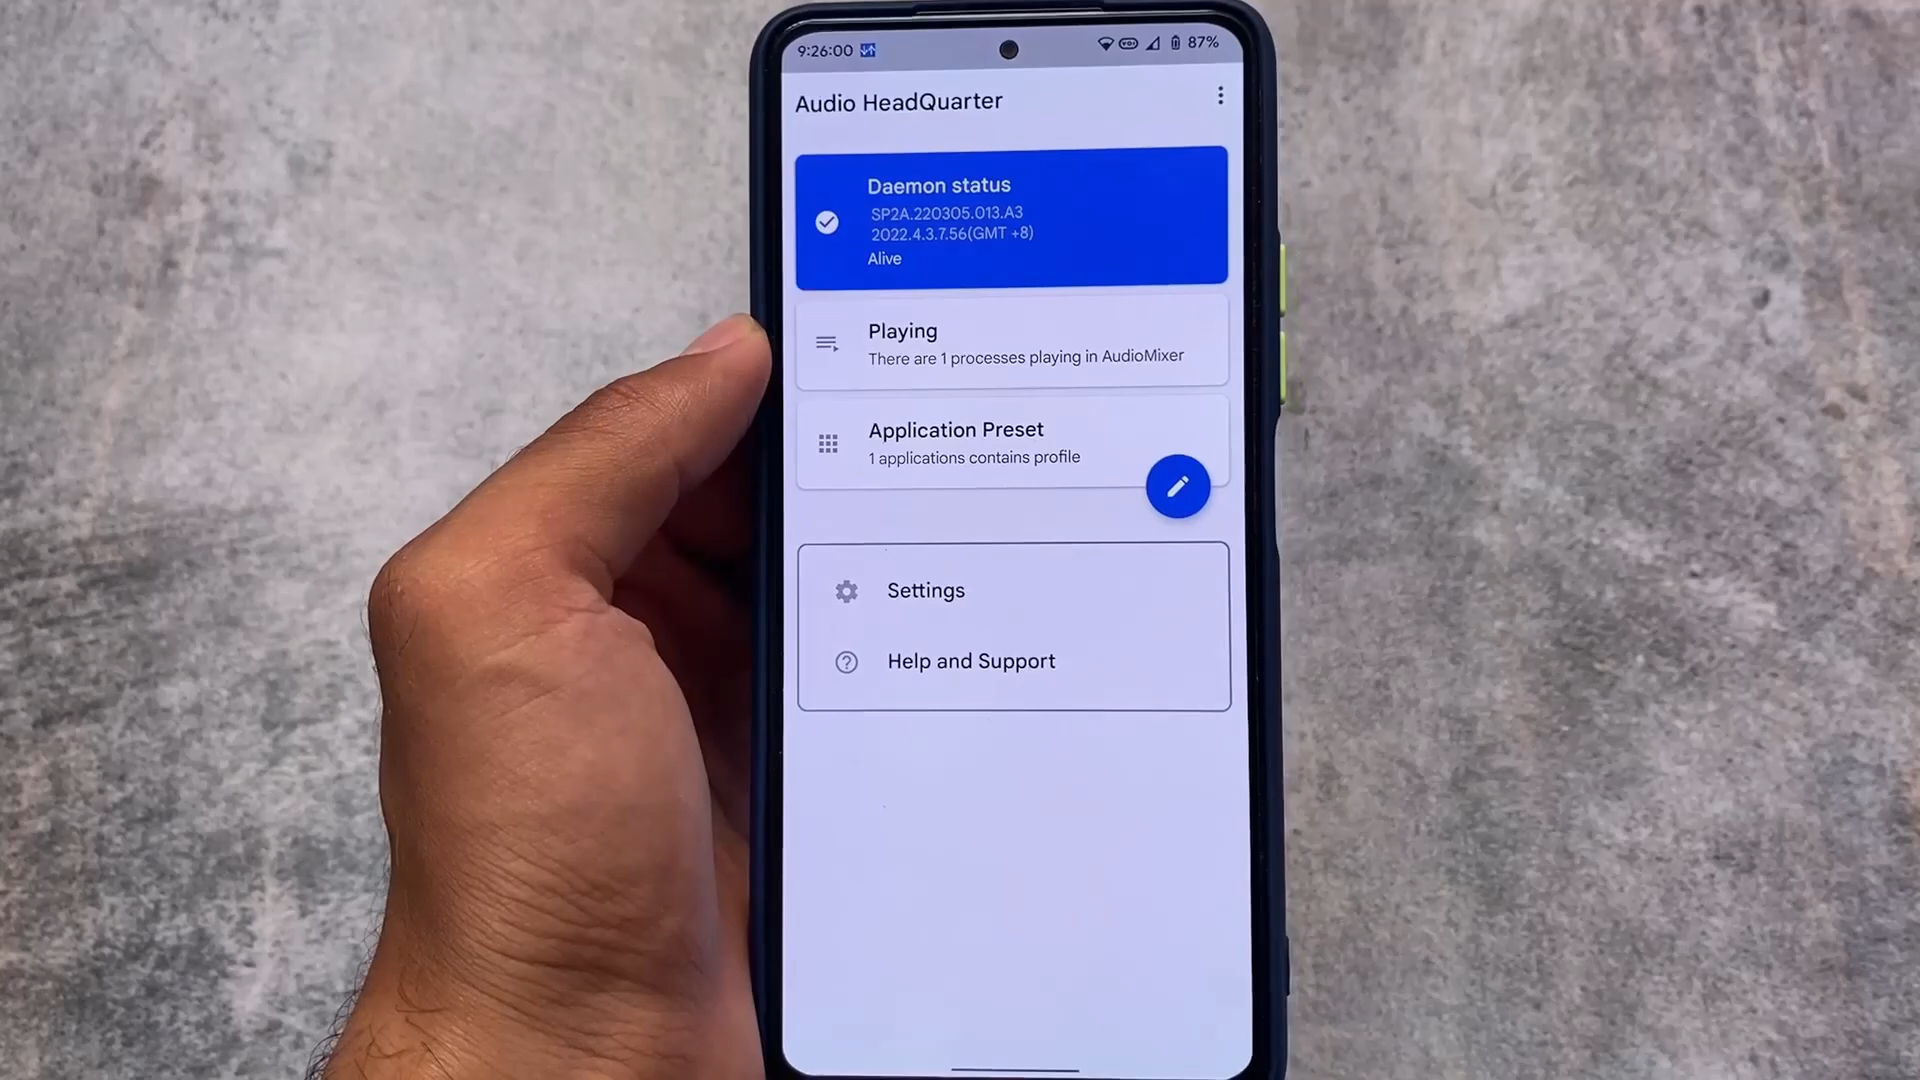 9:26:00
87%
Audio HeadQuarter
Daemon status
SP2A.220305.013.A3
2022.4.3.7.56(GMT +8)
Alive
Playing
There are 1 processes playing in AudioMixer
Application Preset
1 applications contains profile
Settings
Help and Support